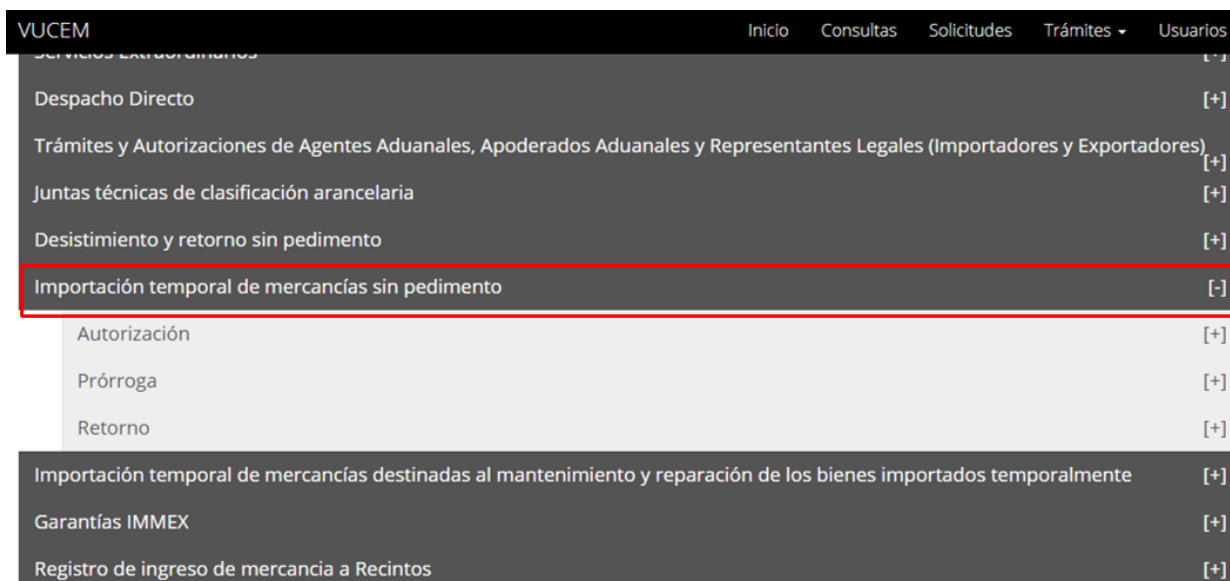 VUCEM Inicio Consultas Solicitudes Trámites Usuarios
Servicios Extraordinarios [+]
Despacho Directo [+]
Trámites y Autorizaciones de Agentes Aduanales, Apoderados Aduanales y Representantes Legales (Importadores y Exportadores)
[+]
Juntas técnicas de clasificación arancelaria [+]
Desistimiento y retorno sin pedimento [+]
Importación temporal de mercancías sin pedimento [-]
Autorización [+]
Prórroga [+]
Retorno [+]
Importación temporal de mercancías destinadas al mantenimiento y reparación de los bienes importados temporalmente [+]
Garantías IMMEX [+]
Registro de ingreso de mercancia a Recintos [+]